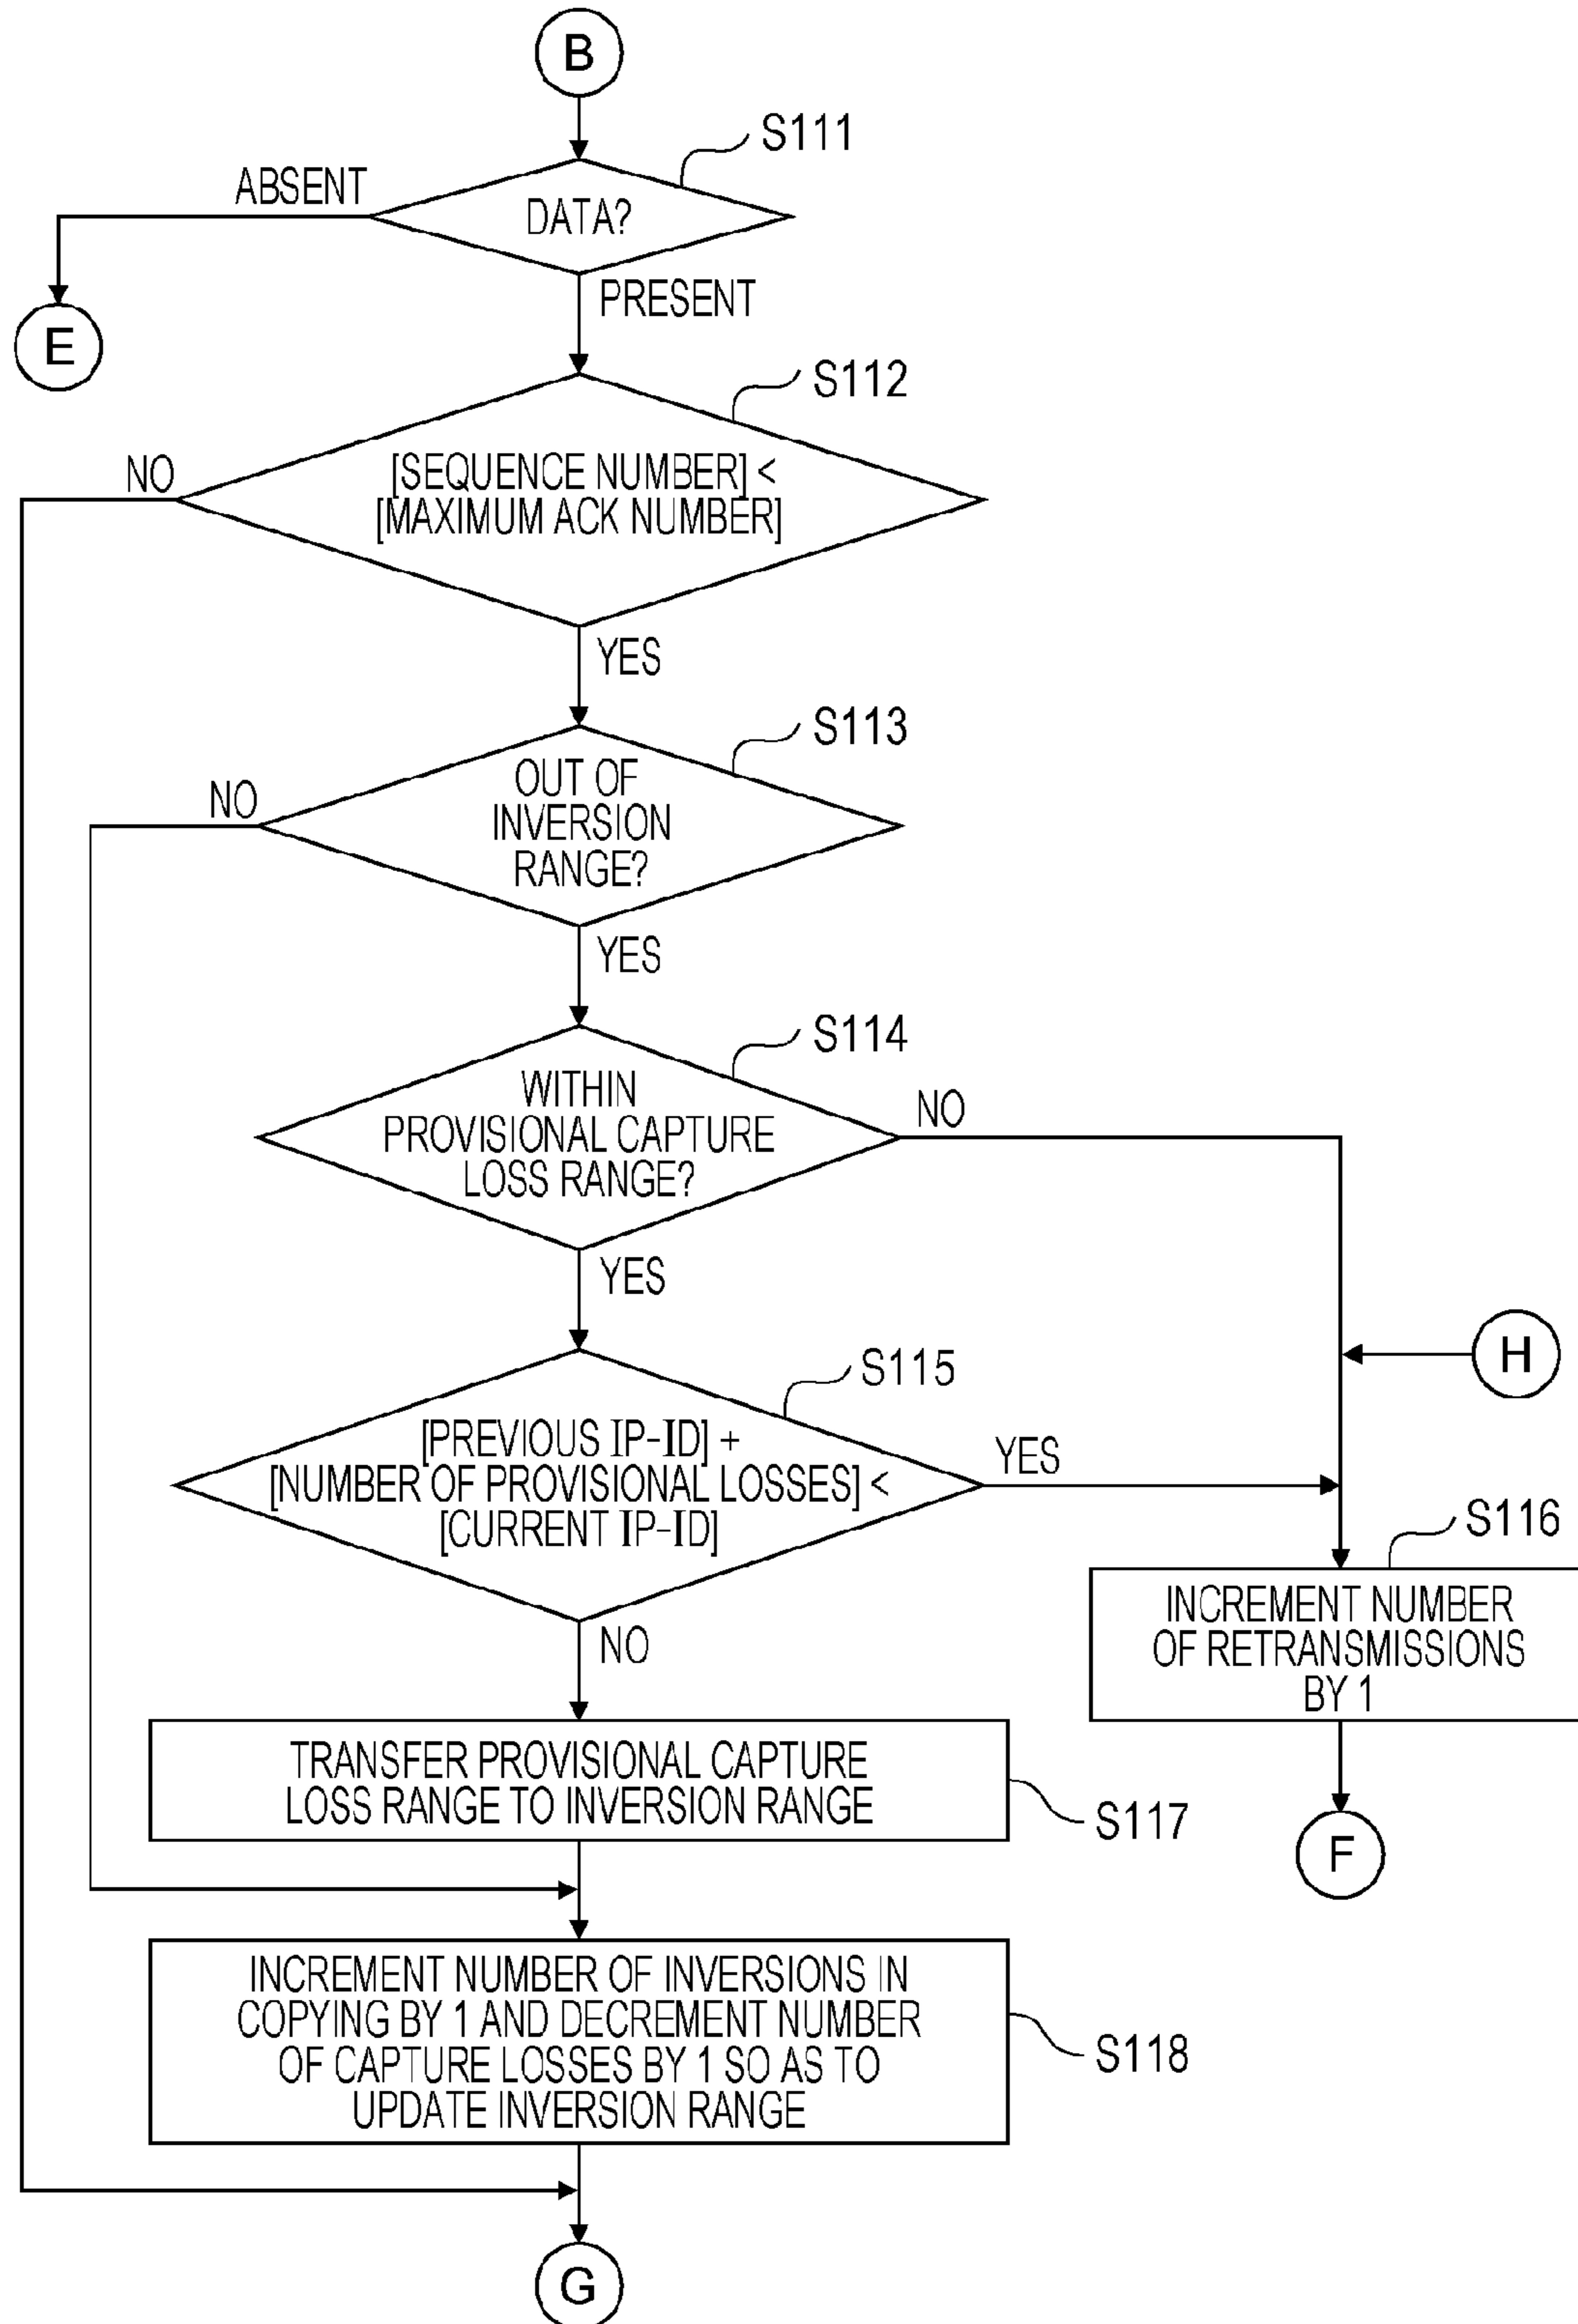 B
S111
ABSENT
DATA?
PRESENT
E
S112
NO
[SEQUENCE NUMBER] <
[MAXIMUM ACK NUMBER]
YES
S113
NO
OUT OF
INVERSION
RANGE?
YES
S114
WITHIN
PROVISIONAL CAPTURE
LOSS RANGE?
NO
YES
H
S115
[PREVIOUS IP-ID] +
[NUMBER OF PROVISIONAL LOSSES] <
[CURRENT IP-ID]
YES
NO
S116
INCREMENT NUMBER
OF RETRANSMISSIONS
BY 1
TRANSFER PROVISIONAL CAPTURE
LOSS RANGE TO INVERSION RANGE
S117
F
INCREMENT NUMBER OF INVERSIONS IN
COPYING BY 1 AND DECREMENT NUMBER
OF CAPTURE LOSSES BY 1 SO AS TO
UPDATE INVERSION RANGE
S118
G